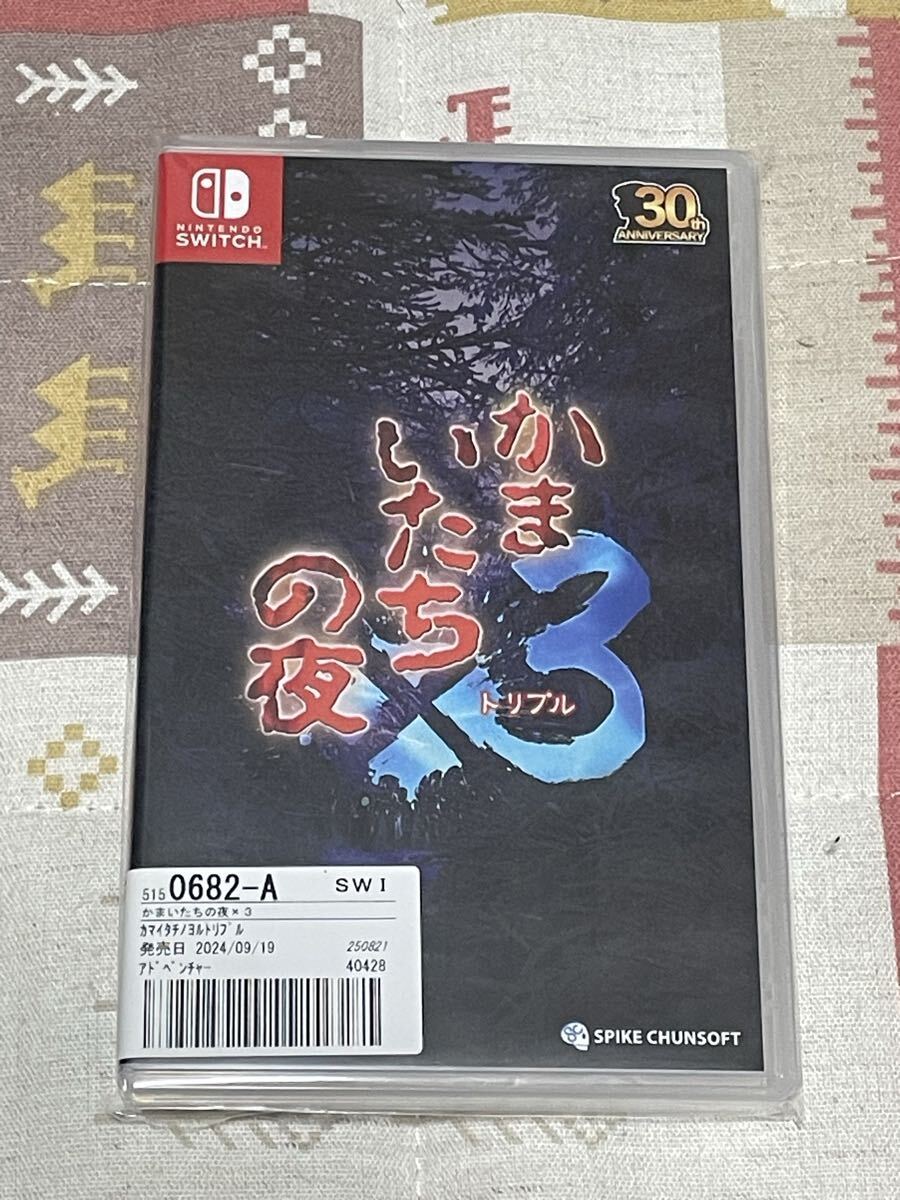 NINTENDO
SWITCH™
30th
ANNIVERSARY
かま
いたち
の夜
×3
トリプル
515 0682-A SWI
かまいたちの夜×3
ｶﾏｲﾀﾁﾉﾖﾙﾄﾘﾌﾟﾙ
発売日 2024/09/19 250821
ｱﾄﾞﾍﾞﾝﾁｬｰ 40428
SPIKE CHUNSOFT